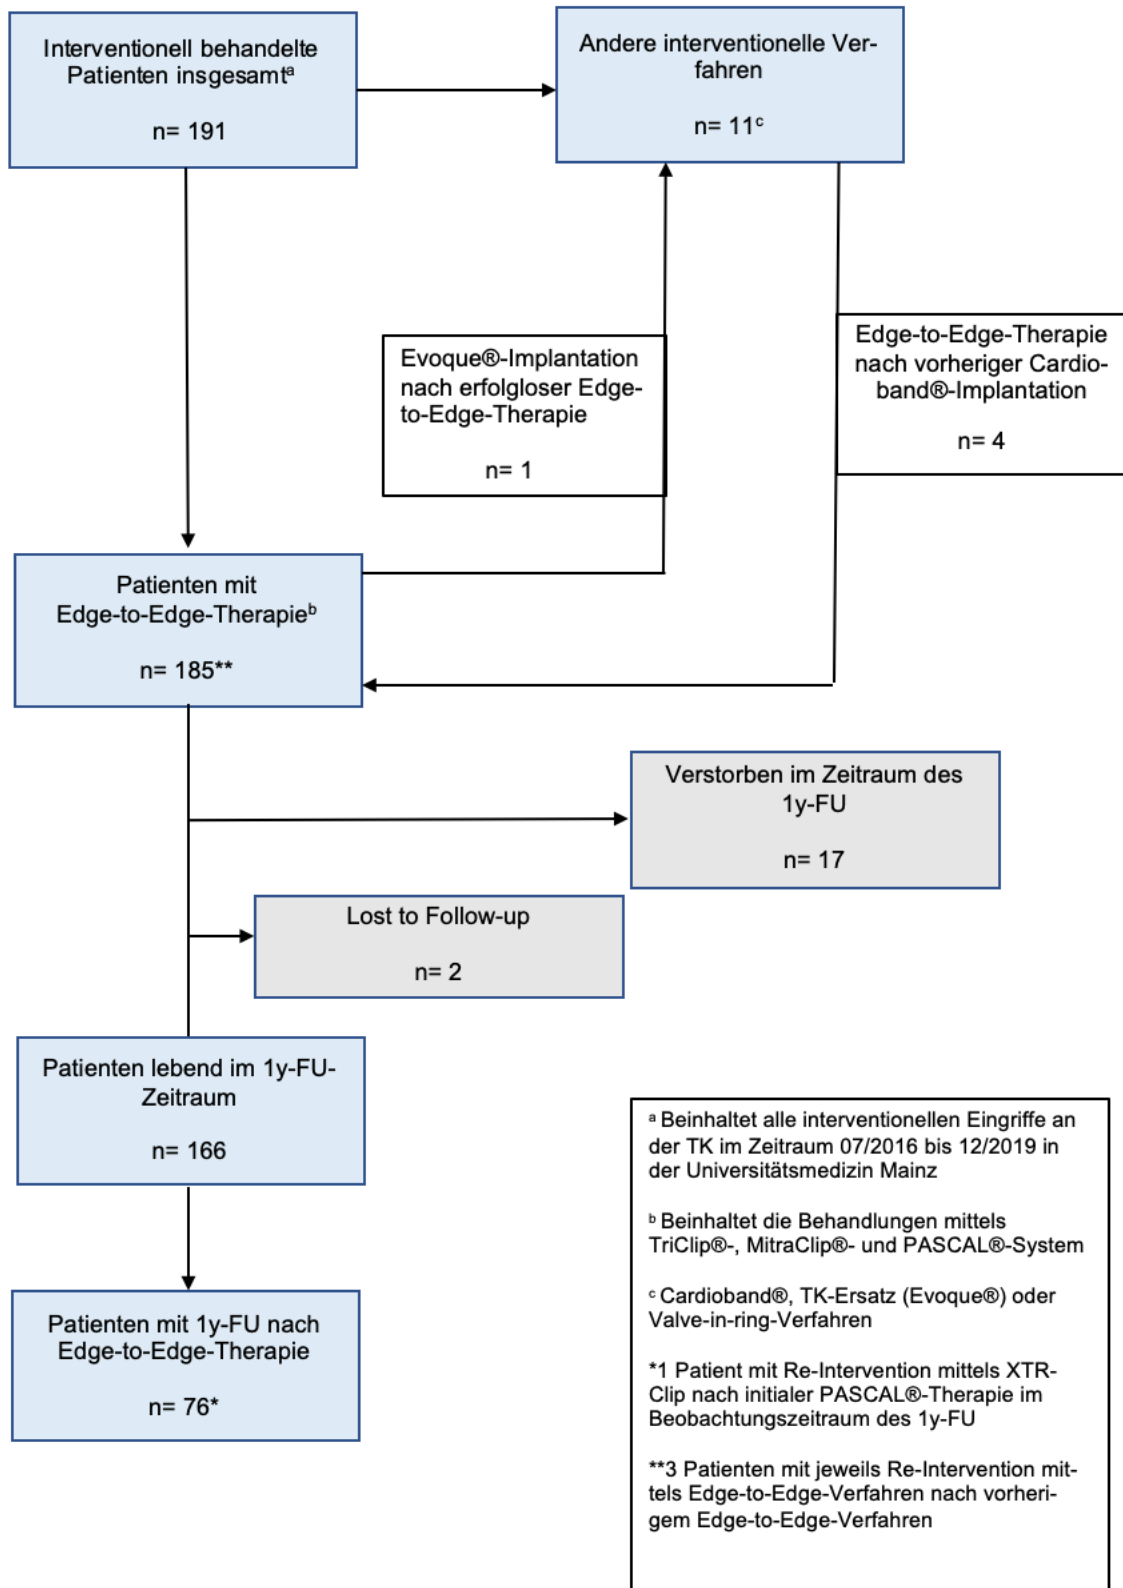 Interventionell behandelte
Patienten insgesamtᵃ
n= 191
Andere interventionelle Ver-
fahren
n= 11ᶜ
Evoque®-Implantation
nach erfolgloser Edge-
to-Edge-Therapie
n= 1
Edge-to-Edge-Therapie
nach vorheriger Cardio-
band®-Implantation
n= 4
Patienten mit
Edge-to-Edge-Therapieᵇ
n= 185**
Verstorben im Zeitraum des
1y-FU
n= 17
Lost to Follow-up
n= 2
Patienten lebend im 1y-FU-
Zeitraum
n= 166
Patienten mit 1y-FU nach
Edge-to-Edge-Therapie
n= 76*
ᵃ Beinhaltet alle interventionellen Eingriffe an
der TK im Zeitraum 07/2016 bis 12/2019 in
der Universitätsmedizin Mainz
ᵇ Beinhaltet die Behandlungen mittels
TriClip®-, MitraClip®- und PASCAL®-System
ᶜ Cardioband®, TK-Ersatz (Evoque®) oder
Valve-in-ring-Verfahren
*1 Patient mit Re-Intervention mittels XTR-
Clip nach initialer PASCAL®-Therapie im
Beobachtungszeitraum des 1y-FU
**3 Patienten mit jeweils Re-Intervention mit-
tels Edge-to-Edge-Verfahren nach vorheri-
gem Edge-to-Edge-Verfahren